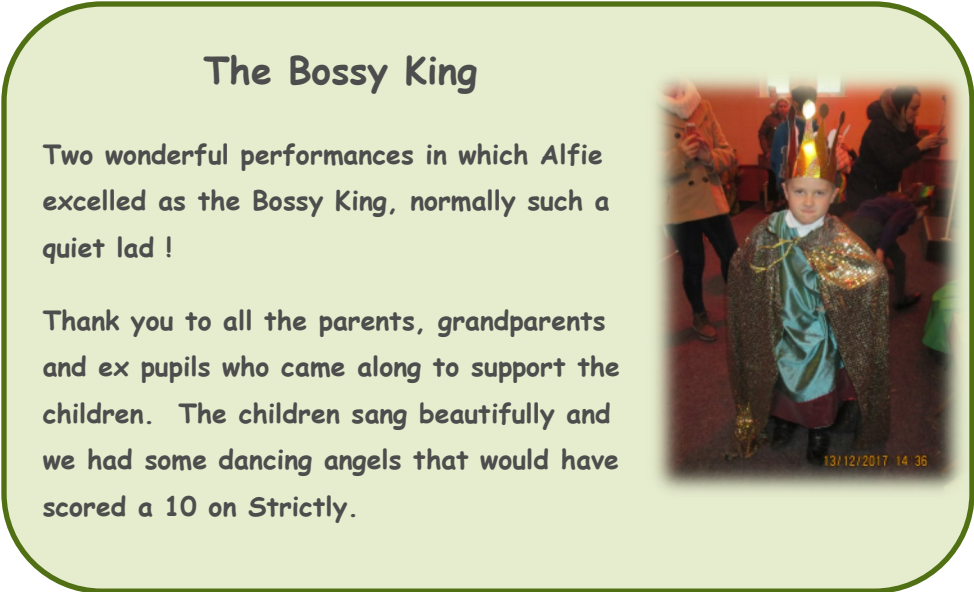 The Bossy King
Two wonderful performances in which Alfie
excelled as the Bossy King, normally such a
quiet lad !
Thank you to all the parents, grandparents
and ex pupils who came along to support the
children.  The children sang beautifully and
we had some dancing angels that would have
scored a 10 on Strictly.
13/12/2017 14 36